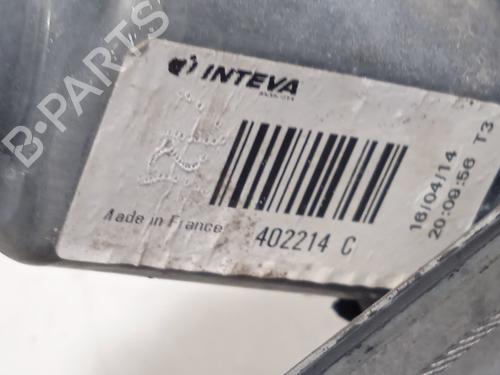 INTEVA
Made in France
402214 C
16/04/14
20:09:56 T3
B-PARTS